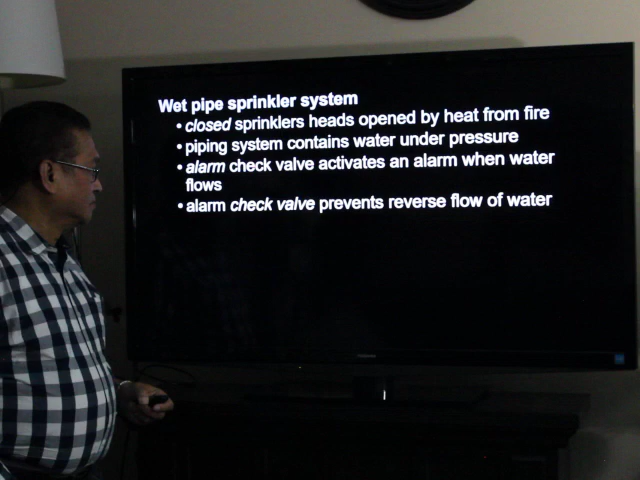 Wet pipe sprinkler system
• closed sprinklers heads opened by heat from fire
• piping system contains water under pressure
• alarm check valve activates an alarm when water
flows
• alarm check valve prevents reverse flow of water